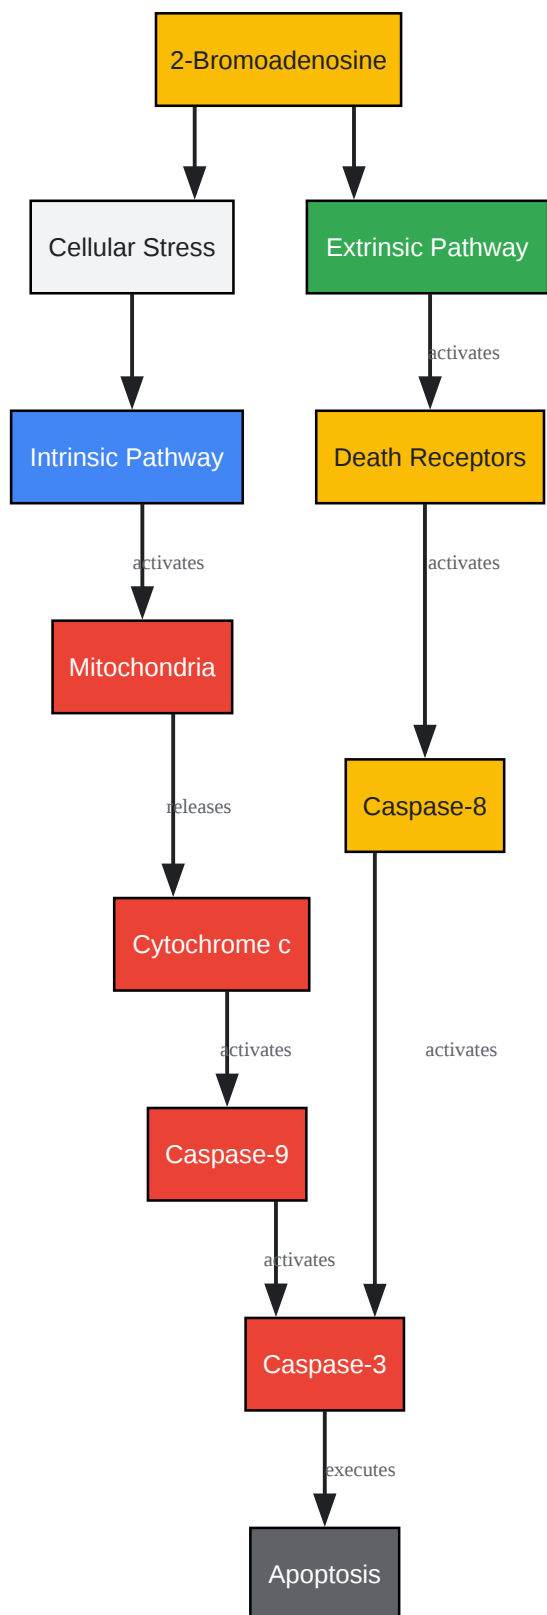 2-Bromoadenosine
Cellular Stress
Extrinsic Pathway
activates
Intrinsic Pathway
Death Receptors
activates
activates
Mitochondria
releases
Caspase-8
Cytochrome c
activates
activates
Caspase-9
activates
Caspase-3
executes
Apoptosis